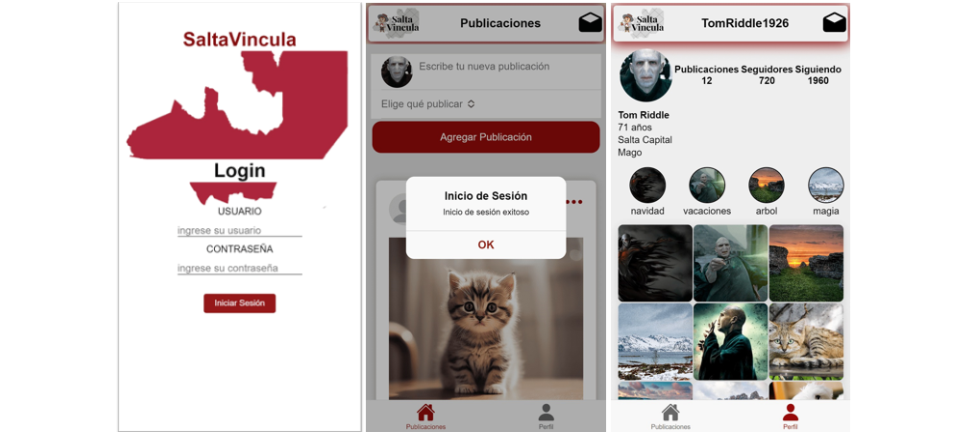 SaltaVincula
Login
USUARIO
ingrese su usuario
CONTRASEÑA
ingrese su contraseña
Iniciar Sesión
Salta
Vincula
Publicaciones
Escribe tu nueva publicación
Elige qué publicar
Agregar Publicación
Inicio de Sesión
Inicio de sesión exitoso
OK
Publicaciones
Perfil
Salta
Vincula
TomRiddle1926
Publicaciones Seguidores Siguiendo
12 720 1960
Tom Riddle
71 años
Salta Capital
Mago
navidad vacaciones arbol magia
Publicaciones
Perfil